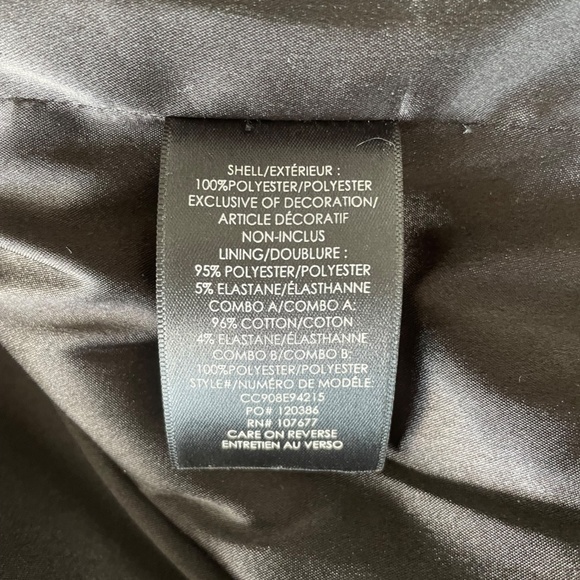 SHELL/EXTÉRIEUR :
100%POLYESTER/POLYESTER
EXCLUSIVE OF DECORATION/
ARTICLE DÉCORATIF
NON-INCLUS
LINING/DOUBLURE :
95% POLYESTER/POLYESTER
5% ELASTANE/ÉLASTHANNE
COMBO A/COMBO A:
96% COTTON/COTON
4% ELASTANE/ÉLASTHANNE
COMBO B/COMBO B:
100%POLYESTER/POLYESTER
STYLE#/NUMÉRO DE MODÈLE:
CC908E94215
PO# 120386
RN# 107677
CARE ON REVERSE
ENTRETIEN AU VERSO